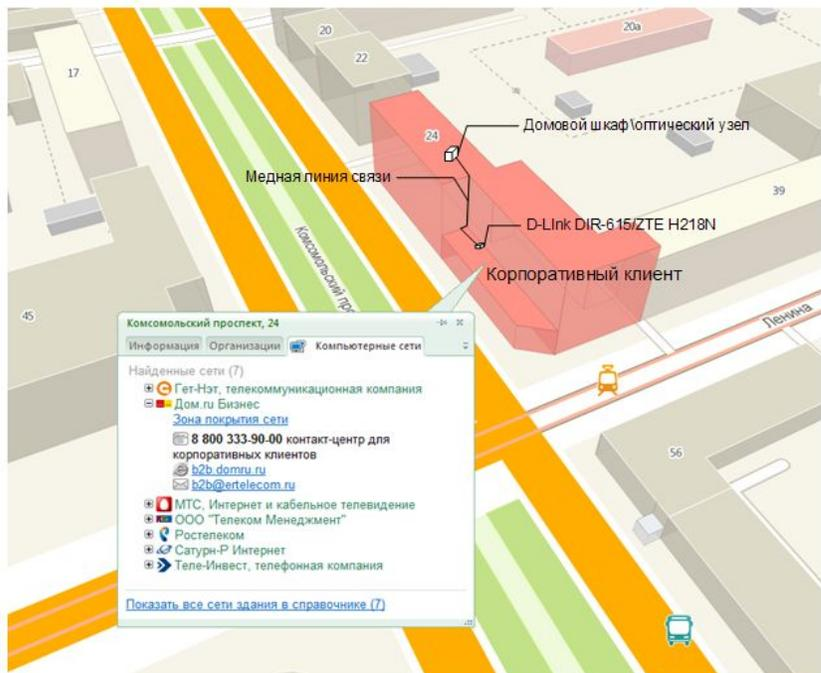 20
22
20а
17
24
Домовой шкаф\оптический узел
Медная линия связи
39
D-LInk DIR-615/ZTE H218N
Корпоративный клиент
Комсомольский про
45
Ленина
Комсомольский проспект, 24
Информация Организации Компьютерные сети
Найденные сети (7)
Гет-Нэт, телекоммуникационная компания
Дом.ru Бизнес
Зона покрытия сети
8 800 333-90-00 контакт-центр для
корпоративных клиентов
b2b.domru.ru
b2b@ertelecom.ru
МТС, Интернет и кабельное телевидение
ООО "Телеком Менеджмент"
Ростелеком
Сатурн-Р Интернет
Теле-Инвест, телефонная компания
Показать все сети здания в справочнике (7)
56